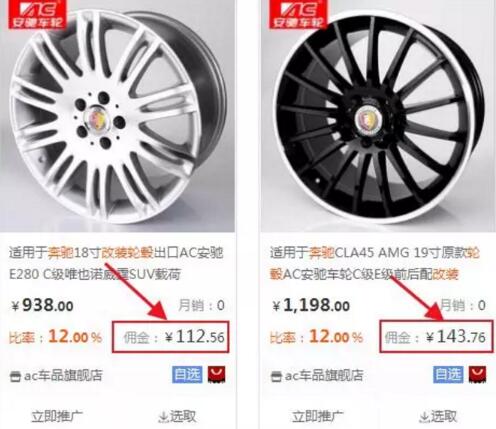 AC
安驰车轮
适用于奔驰18寸改装轮毂出口AC安驰
E280 C级唯也诺威霆SUV载荷
¥938.00
月销：0
比率：12.00%
佣金：¥112.56
ac车品旗舰店
自选
立即推广
选取
AC
安驰车轮
适用于奔驰CLA45 AMG 19寸原款轮
毂AC安驰车轮C级E级前后配改装
¥1,198.00
月销：0
比率：12.00%
佣金：¥143.76
ac车品旗舰店
自选
立即推广
选取